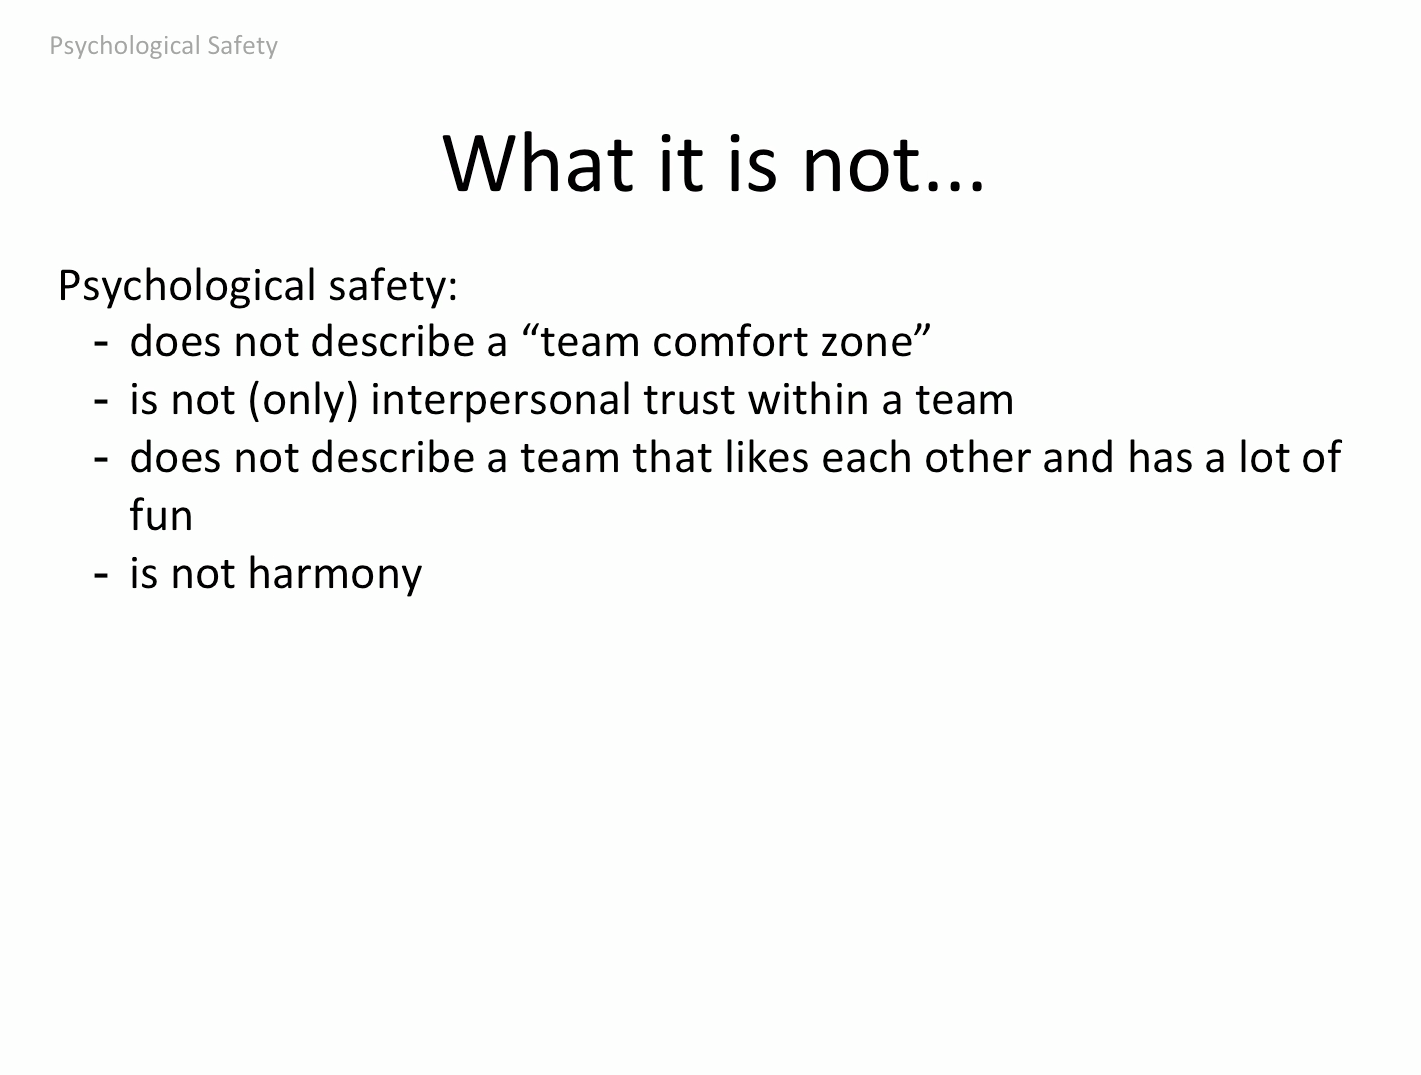 Psychological Safety
What it is not...
Psychological safety:
- does not describe a “team comfort zone”
- is not (only) interpersonal trust within a team
- does not describe a team that likes each other and has a lot of
fun
- is not harmony